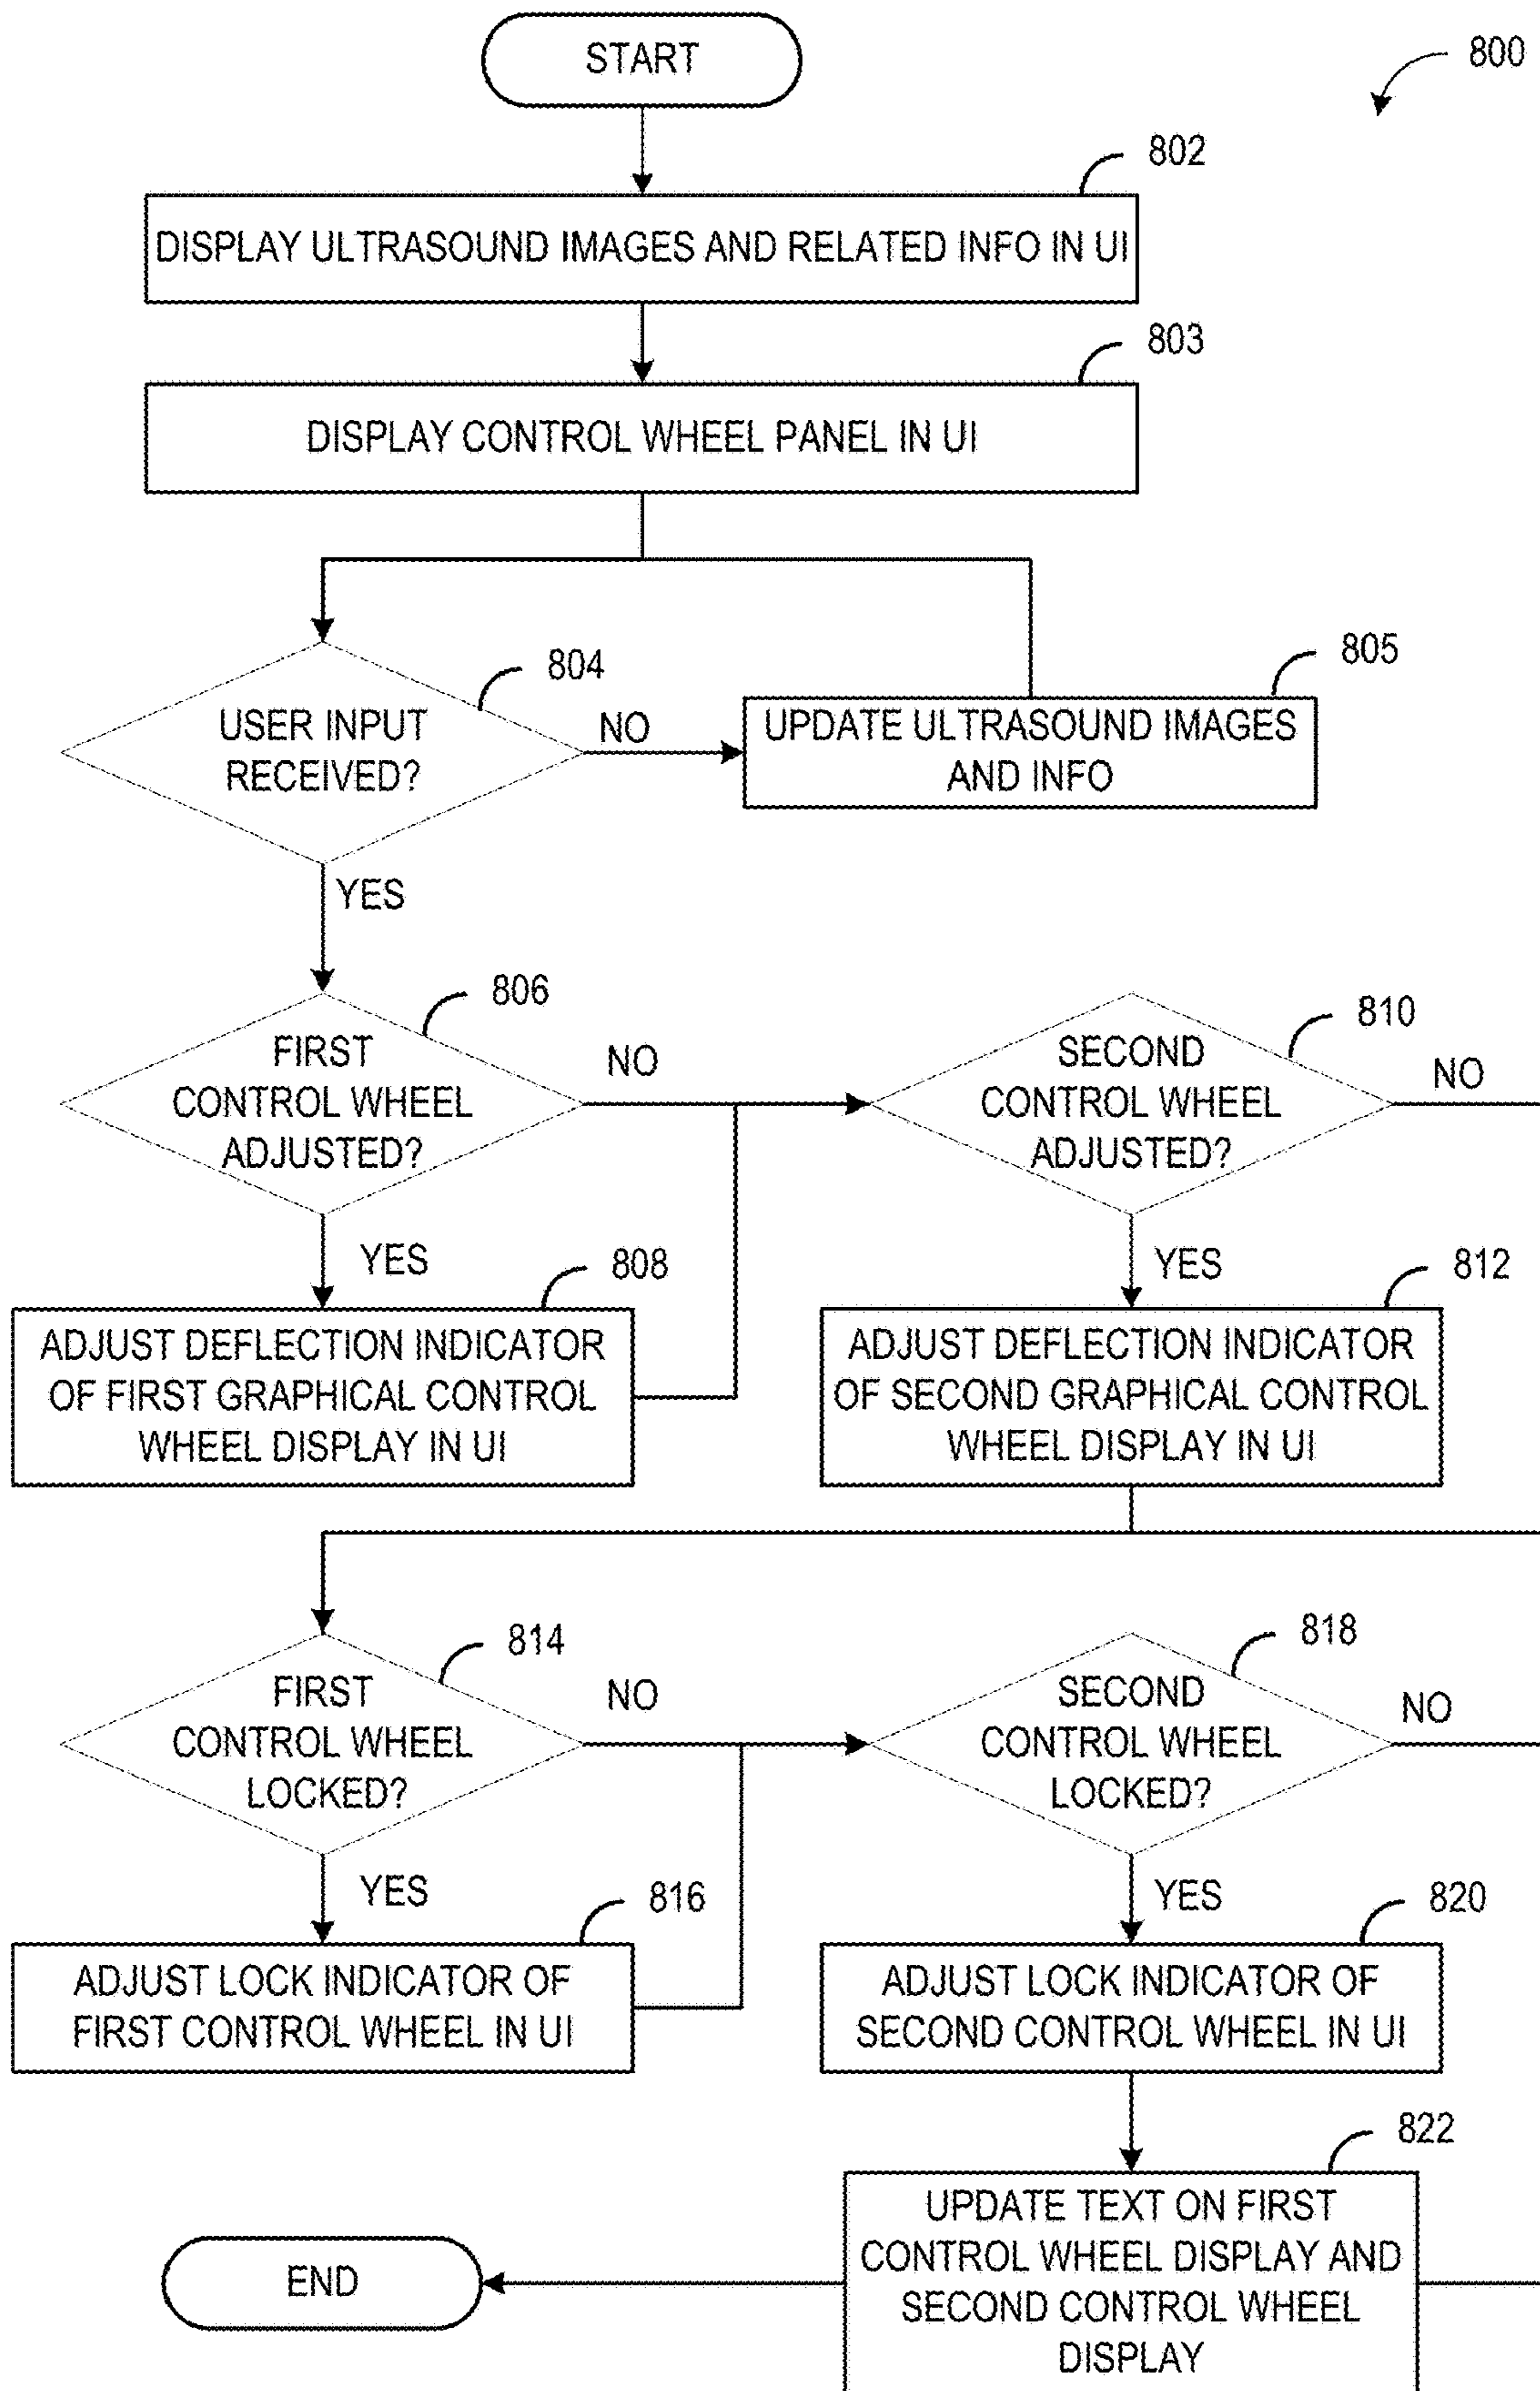 START
800
802
DISPLAY ULTRASOUND IMAGES AND RELATED INFO IN UI
803
DISPLAY CONTROL WHEEL PANEL IN UI
804
USER INPUT
RECEIVED?
NO
805
UPDATE ULTRASOUND IMAGES
AND INFO
YES
806
FIRST
CONTROL WHEEL
ADJUSTED?
NO
810
SECOND
CONTROL WHEEL
ADJUSTED?
NO
YES
808
ADJUST DEFLECTION INDICATOR
OF FIRST GRAPHICAL CONTROL
WHEEL DISPLAY IN UI
YES
812
ADJUST DEFLECTION INDICATOR
OF SECOND GRAPHICAL CONTROL
WHEEL DISPLAY IN UI
814
FIRST
CONTROL WHEEL
LOCKED?
NO
818
SECOND
CONTROL WHEEL
LOCKED?
NO
YES
816
ADJUST LOCK INDICATOR OF
FIRST CONTROL WHEEL IN UI
YES
820
ADJUST LOCK INDICATOR OF
SECOND CONTROL WHEEL IN UI
822
UPDATE TEXT ON FIRST
CONTROL WHEEL DISPLAY AND
SECOND CONTROL WHEEL
DISPLAY
END